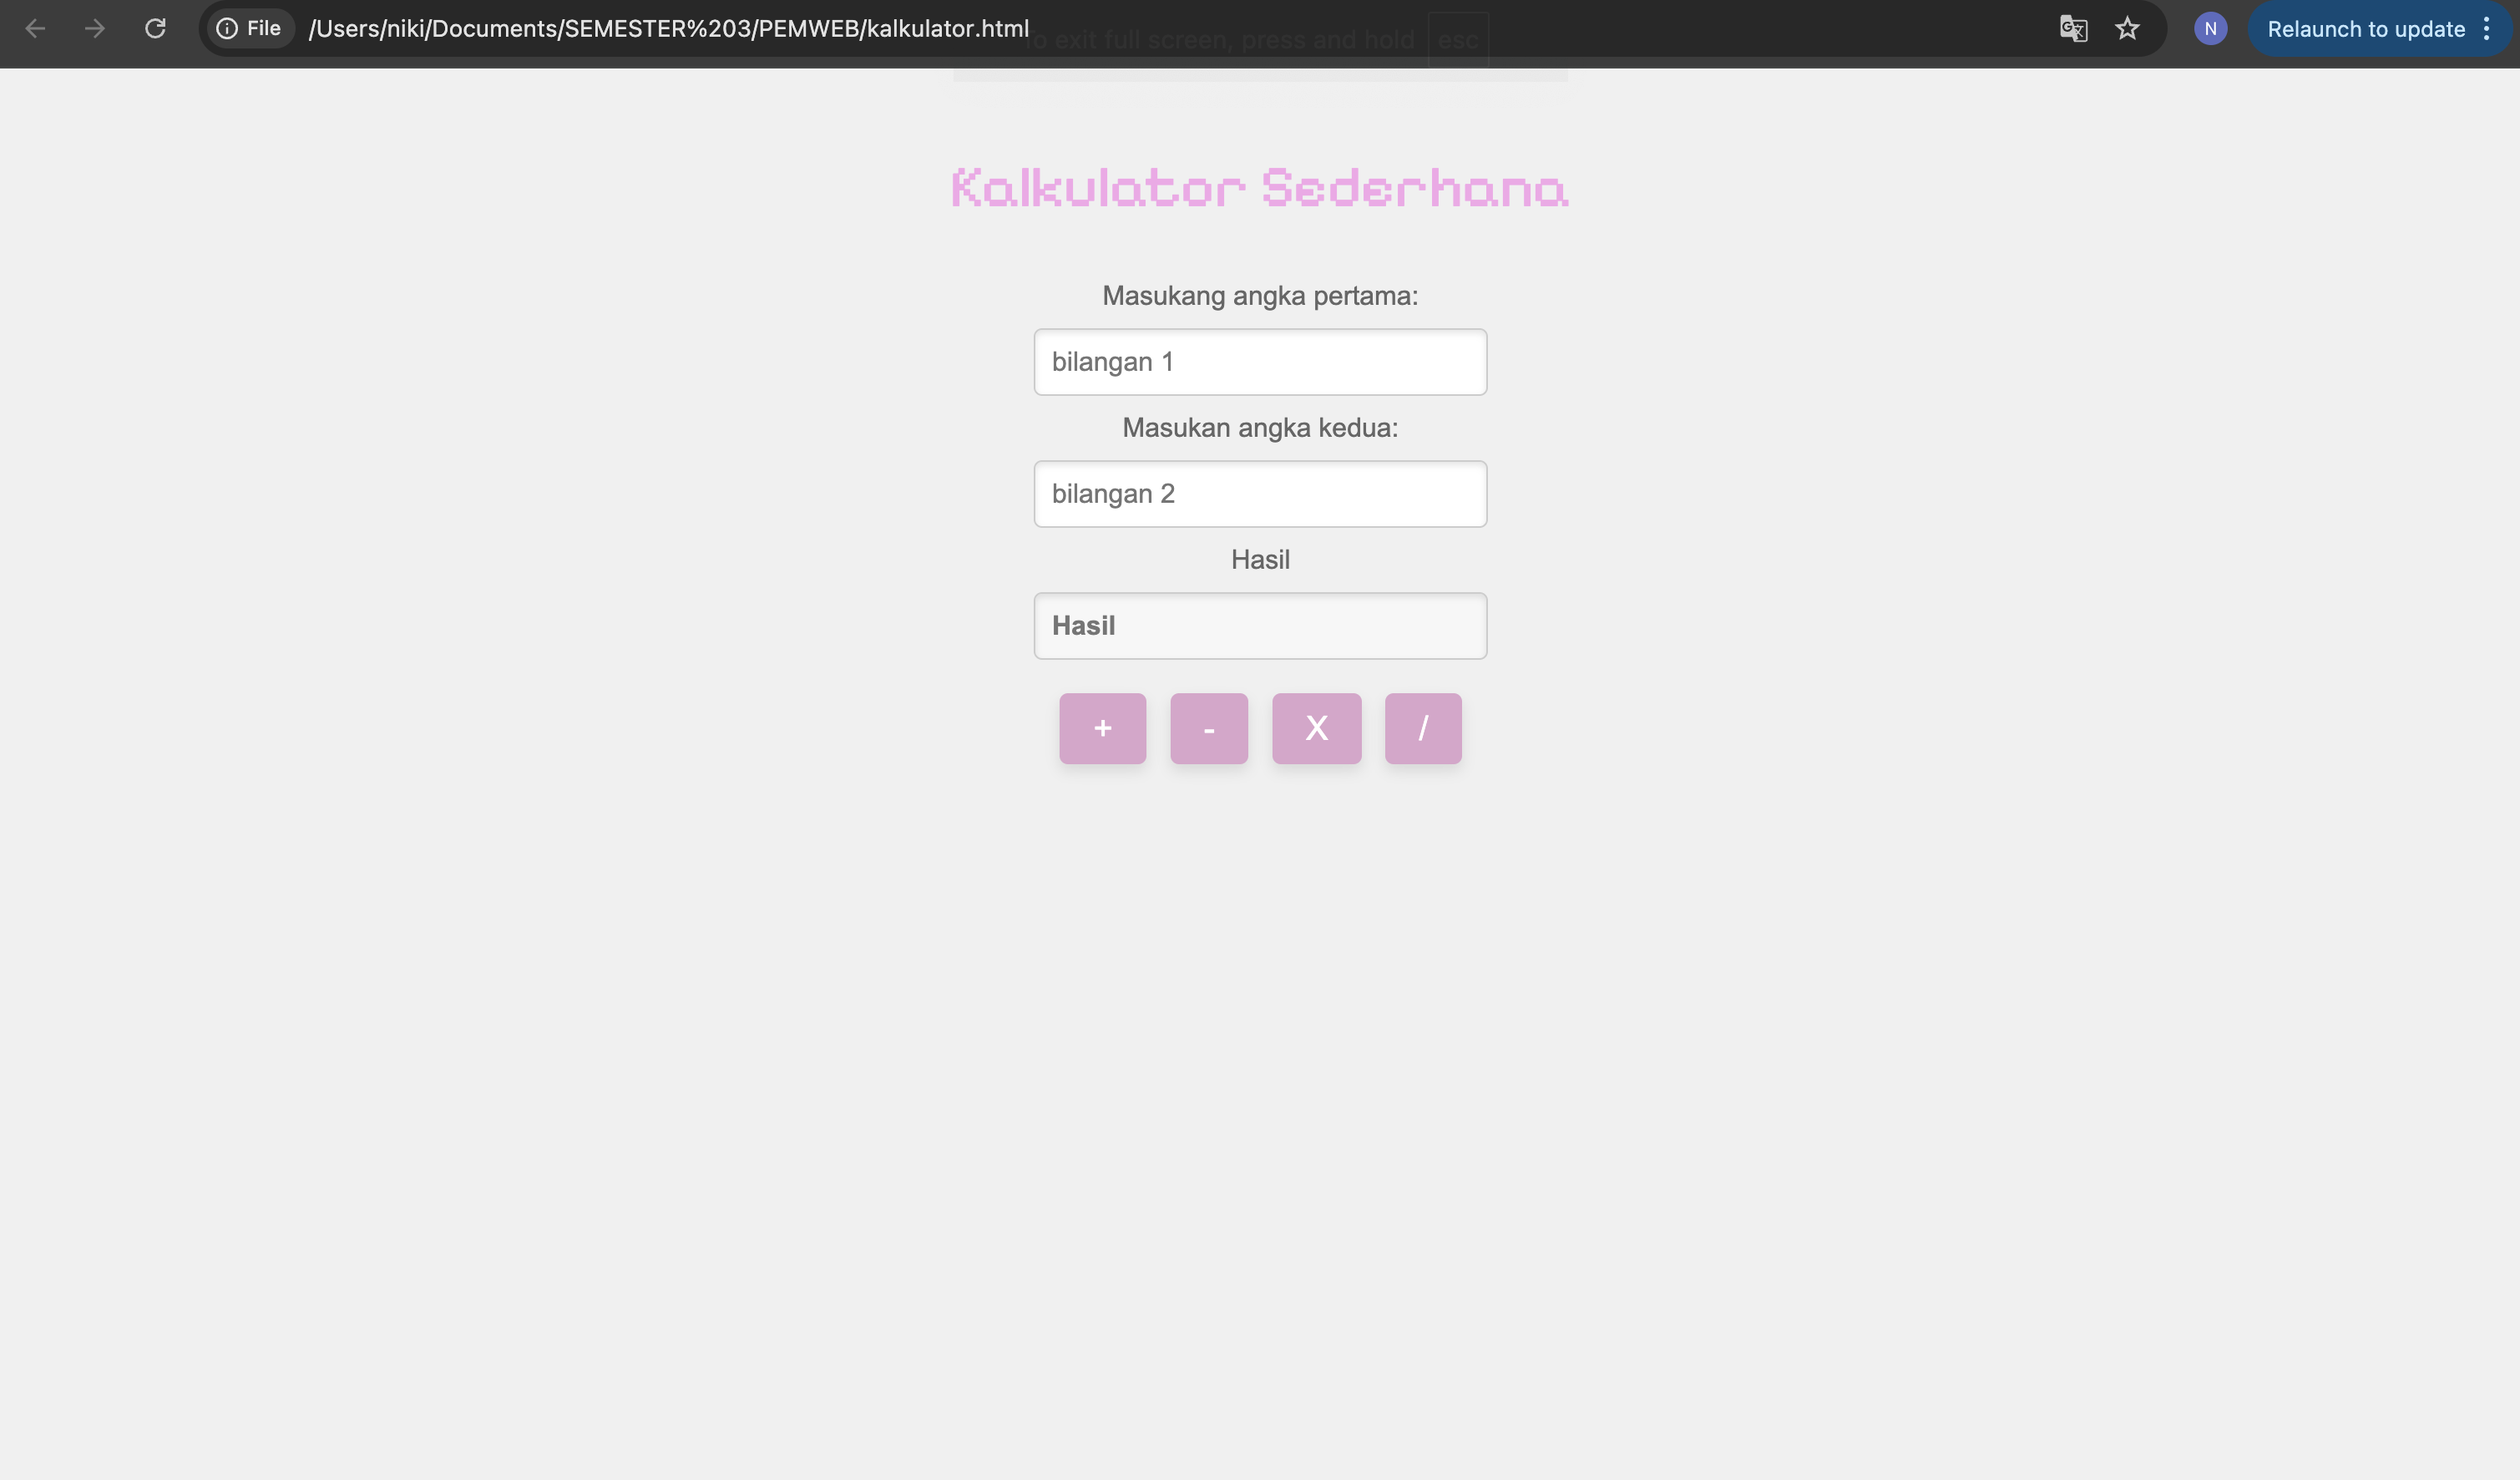 File /Users/niki/Documents/SEMESTER%203/PEMWEB/kalkulator.html
to exit full screen, press and hold esc
N
Relaunch to update
Kalkulator Sederhana
Masukang angka pertama:
bilangan 1
Masukan angka kedua:
bilangan 2
Hasil
Hasil
+ - X /